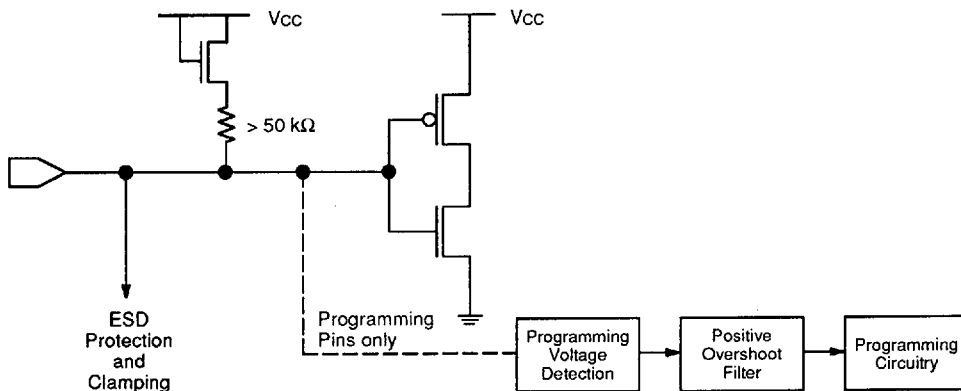 Vcc
Vcc
> 50 kΩ
ESD
Protection
and
Clamping
Programming
Pins only
Programming
Voltage
Detection
Positive
Overshoot
Filter
Programming
Circuitry